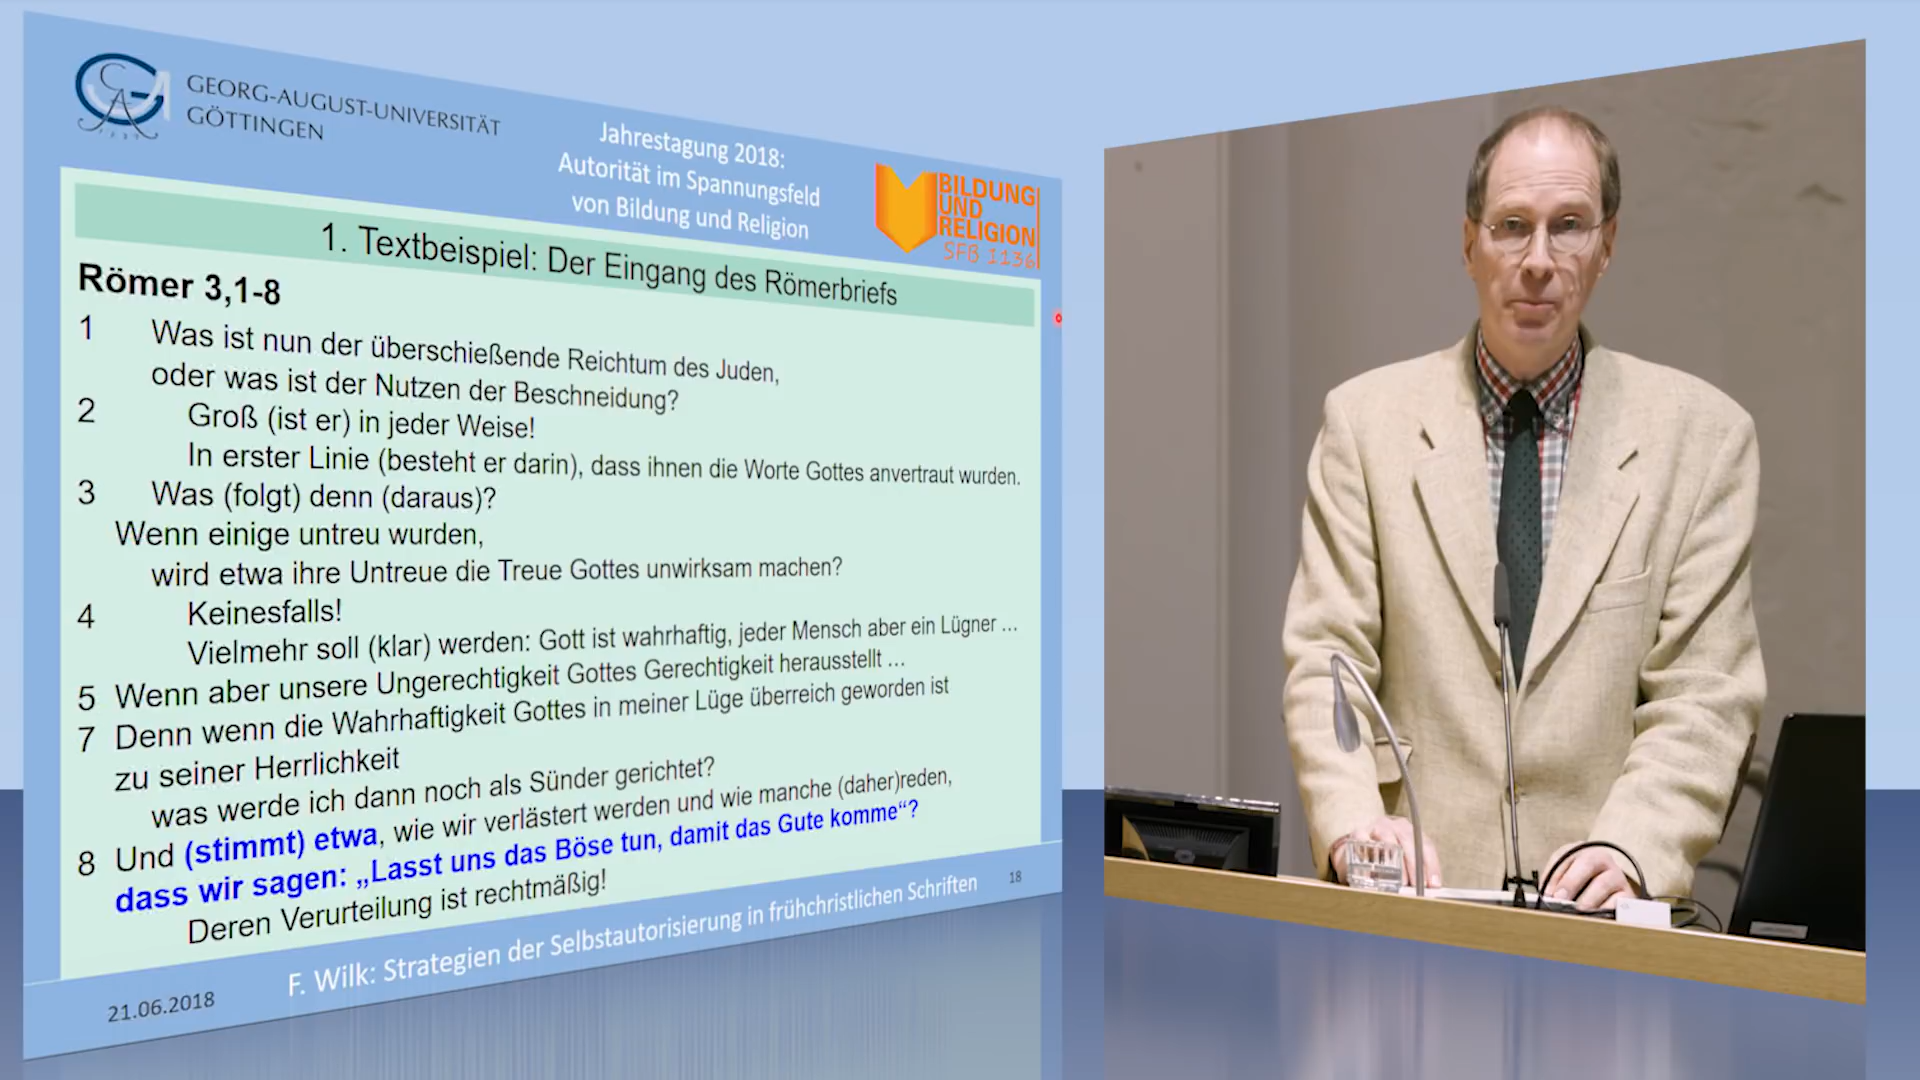 GEORG-AUGUST-UNIVERSITÄT
GÖTTINGEN
Jahrestagung 2018:
Autorität im Spannungsfeld
von Bildung und Religion
BILDUNG
UND
RELIGION
SFB 1136
1. Textbeispiel: Der Eingang des Römerbriefs
Römer 3,1-8
1 Was ist nun der überschießende Reichtum des Juden,
oder was ist der Nutzen der Beschneidung?
2 Groß (ist er) in jeder Weise!
In erster Linie (besteht er darin), dass ihnen die Worte Gottes anvertraut wurden.
3 Was (folgt) denn (daraus)?
Wenn einige untreu wurden,
wird etwa ihre Untreue die Treue Gottes unwirksam machen?
4 Keinesfalls!
Vielmehr soll (klar) werden: Gott ist wahrhaftig, jeder Mensch aber ein Lügner ...
5 Wenn aber unsere Ungerechtigkeit Gottes Gerechtigkeit herausstellt ...
7 Denn wenn die Wahrhaftigkeit Gottes in meiner Lüge überreich geworden ist
zu seiner Herrlichkeit
was werde ich dann noch als Sünder gerichtet?
8 Und (stimmt) etwa, wie wir verlästert werden und wie manche (daher)reden,
dass wir sagen: „Lasst uns das Böse tun, damit das Gute komme“?
Deren Verurteilung ist rechtmäßig!
21.06.2018
F. Wilk: Strategien der Selbstautorisierung in frühchristlichen Schriften
18